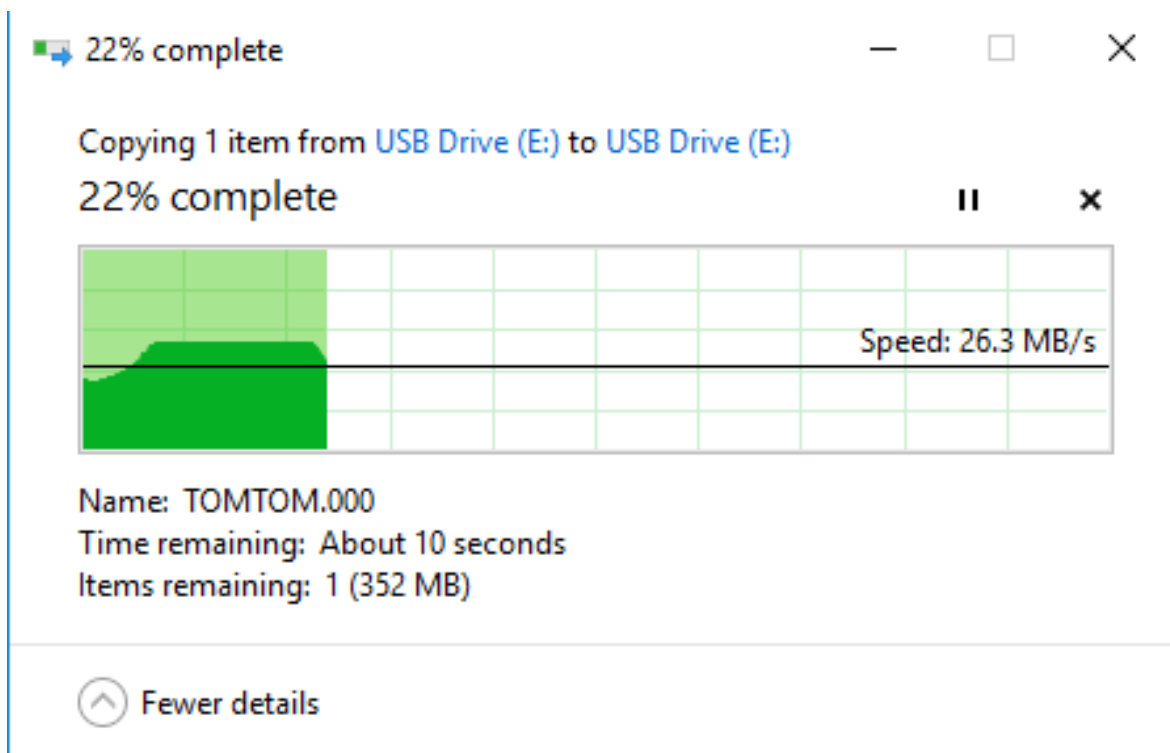 22% complete
Copying 1 item from USB Drive (E:) to USB Drive (E:)
22% complete
Speed: 26.3 MB/s
Name: TOMTOM.000
Time remaining: About 10 seconds
Items remaining: 1 (352 MB)
Fewer details